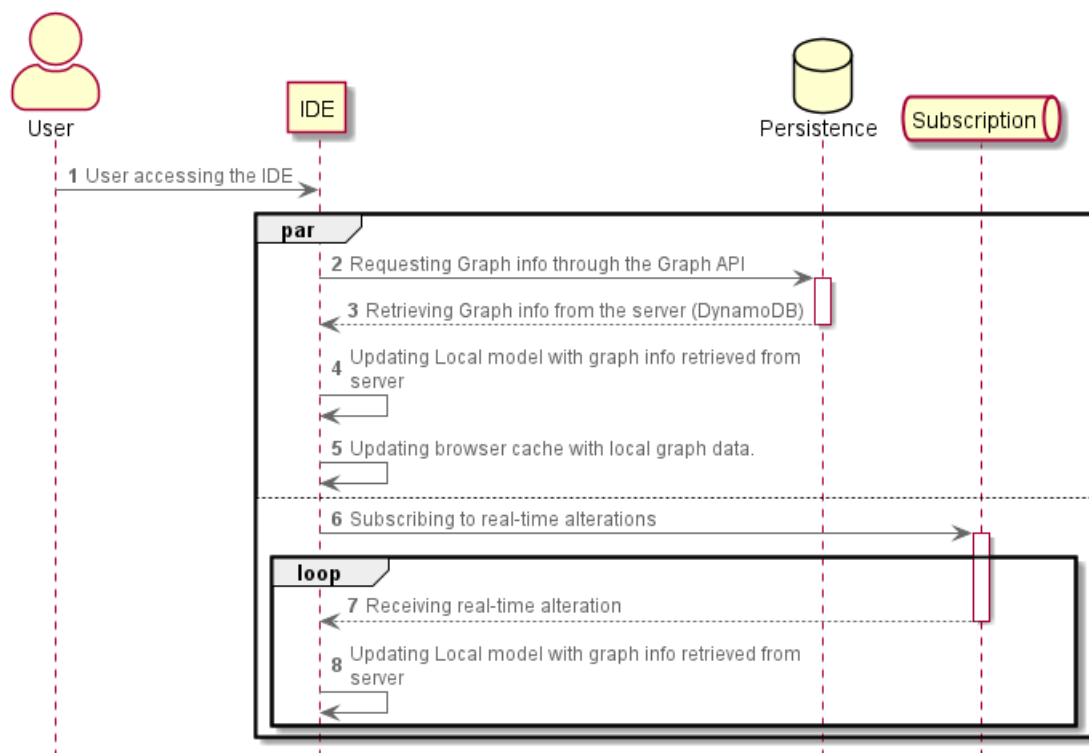 User
IDE
Persistence
Subscription
1 User accessing the IDE
par
2 Requesting Graph info through the Graph API
3 Retrieving Graph info from the server (DynamoDB)
4 Updating Local model with graph info retrieved from
server
5 Updating browser cache with local graph data.
6 Subscribing to real-time alterations
loop
7 Receiving real-time alteration
8 Updating Local model with graph info retrieved from
server